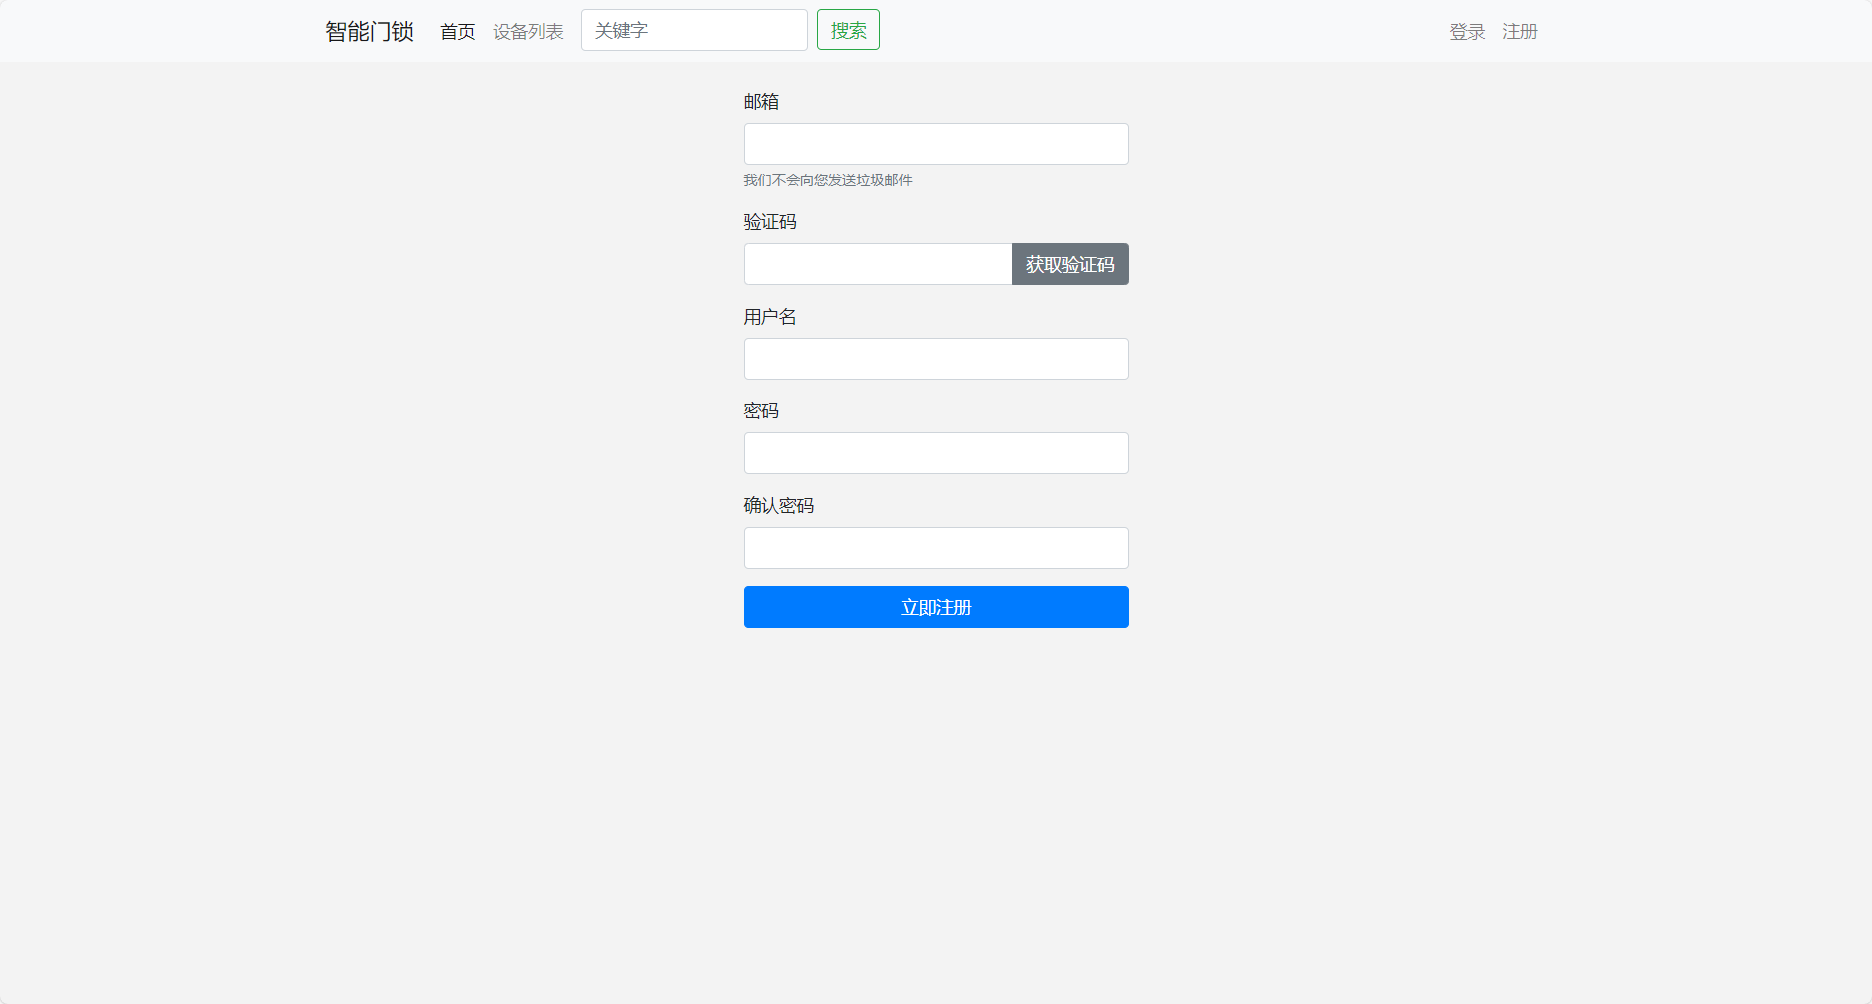 智能门锁 首页 设备列表 关键字 搜索 登录 注册
邮箱
我们不会向您发送垃圾邮件
验证码
获取验证码
用户名
密码
确认密码
立即注册